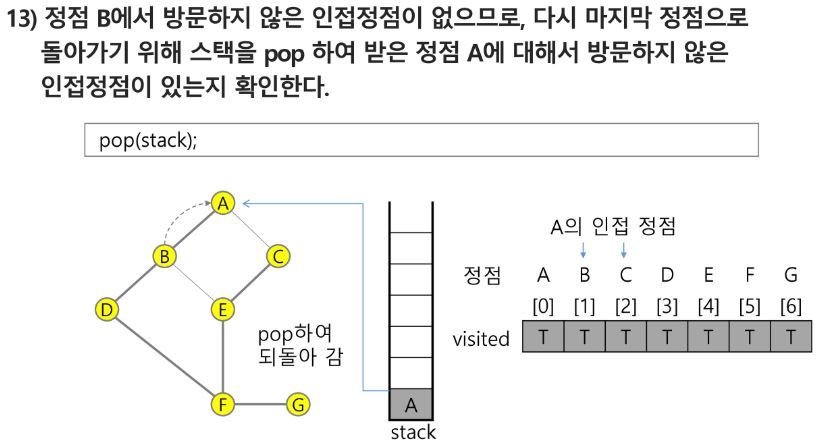 13) 정점 B에서 방문하지 않은 인접정점이 없으므로, 다시 마지막 정점으로
돌아가기 위해 스택을 pop 하여 받은 정점 A에 대해서 방문하지 않은
인접정점이 있는지 확인한다.
pop(stack);
A
B
C
D
E
F
G
pop하여
되돌아 감
A
stack
A의 인접 정점
정점 A B C D E F G
[0] [1] [2] [3] [4] [5] [6]
visited T T T T T T T